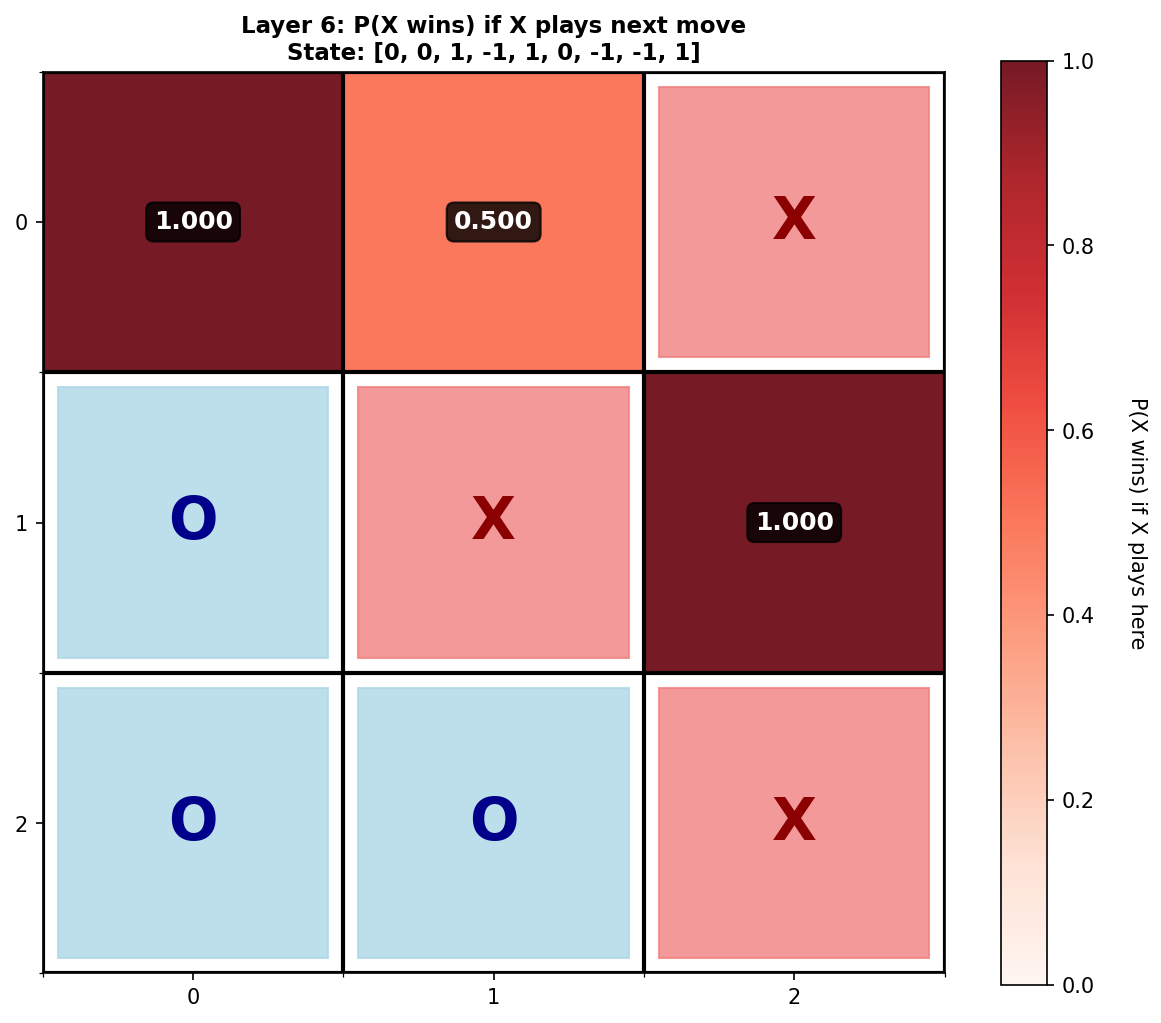 Layer 6: P(X wins) if X plays next move
State: [0, 0, 1, -1, 1, 0, -1, -1, 1]
1.000
0.500
X
O
X
1.000
O
O
X
0
1
2
0
1
2
1.0
0.8
0.6
0.4
0.2
0.0
P(X wins) if X plays here